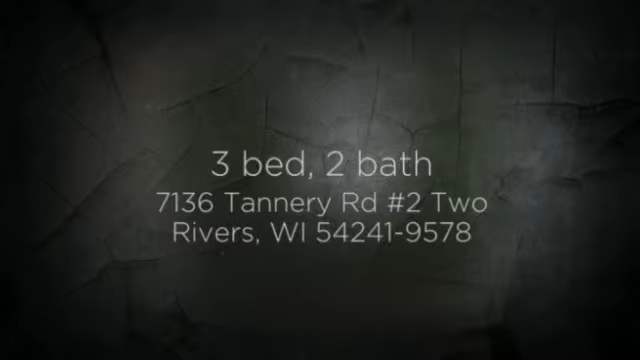 3 bed, 2 bath
7136 Tannery Rd #2 Two
Rivers, WI 54241-9578